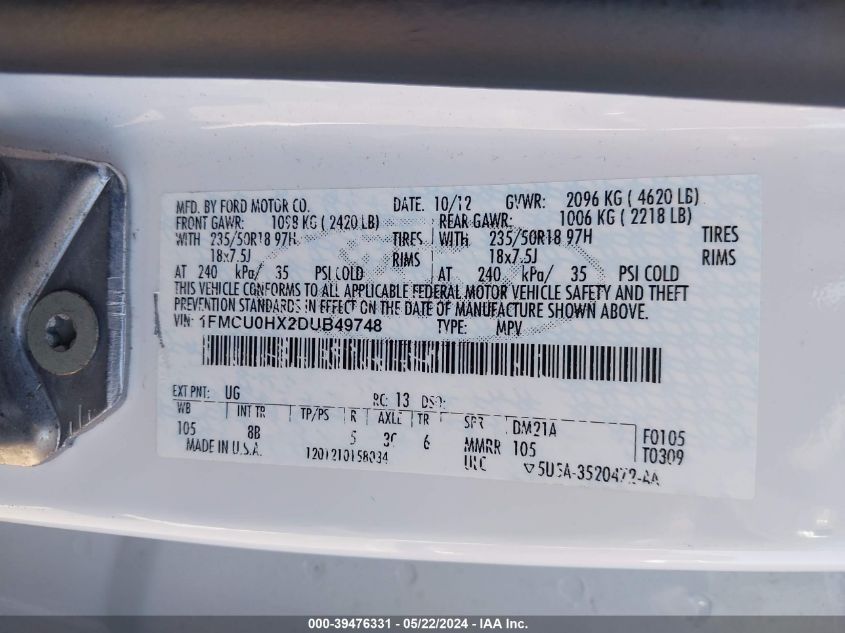 MFD. BY FORD MOTOR CO. DATE. 10/12 GVWR: 2096 KG ( 4620 LB)
FRONT GAWR: 1098 KG ( 2420 LB) REAR GAWR: 1006 KG ( 2218 LB)
WITH 235/50R18 97H TIRES WITH 235/50R18 97H TIRES
18x7.5J RIMS 18x7.5J RIMS
AT 240 kPa/ 35 PSI COLD AT 240 kPa/ 35 PSI COLD
THIS VEHICLE CONFORMS TO ALL APPLICABLE FEDERAL MOTOR VEHICLE SAFETY AND THEFT
PREVENTION STANDARDS IN EFFECT ON THE DATE OF MANUFACTURE SHOWN ABOVE.
VIN: 1FMCU0HX2DUB49748 TYPE: MPV
EXT PNT: UG RC: 13 DSO:
WB INT TR TP/PS R AXLE TR SPR DM21A F0105
105 8B 5 6 MMRR 105 T0309
MADE IN U.S.A. 1201210158034 UNC
000-39476331 - 05/22/2024 - IAA Inc.